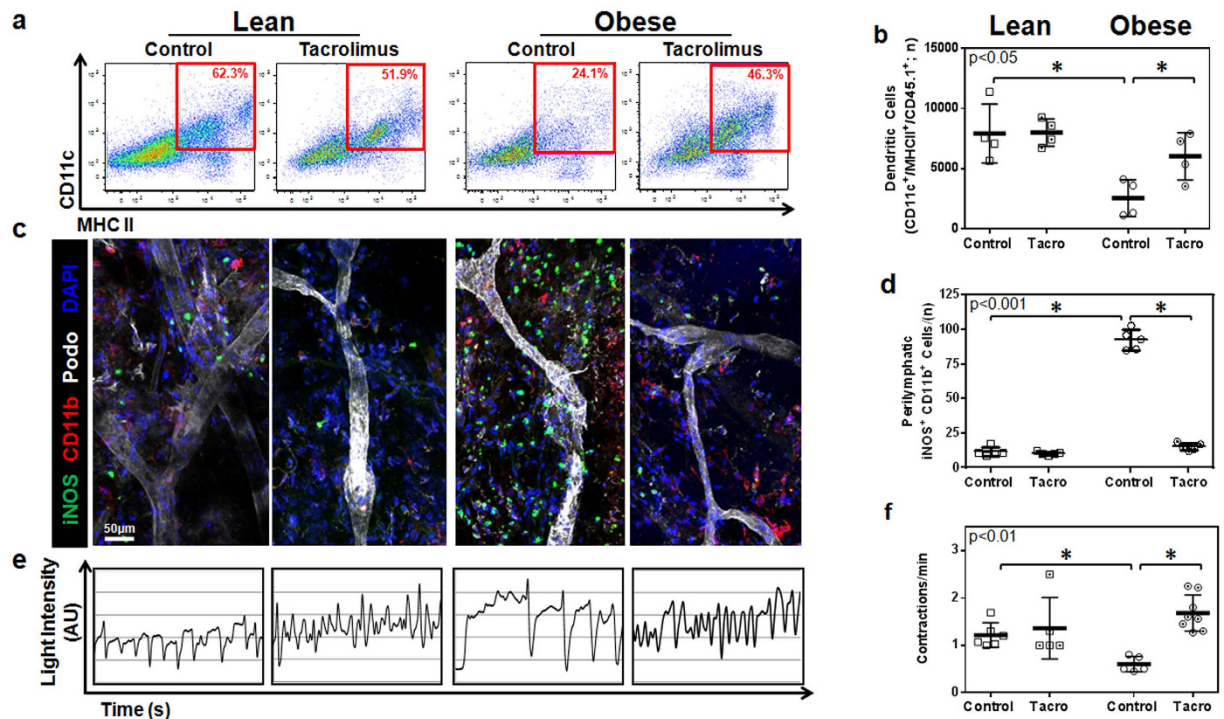 a
Lean
Obese
Control
Tacrolimus
Control
Tacrolimus
62.3%
51.9%
24.1%
46.3%
CD11c
MHC II
b
Lean
Obese
p<0.05
*
*
15000
10000
5000
0
Dendritic Cells
(CD11c⁺/MHCII⁺/CD45.1⁺; n)
Control
Tacro
Control
Tacro
c
iNOS CD11b Podo DAPI
50µm
d
p<0.001
*
*
125
100
75
50
25
0
Perilymphatic
iNOS⁺ CD11b⁺ Cells/(n)
Control
Tacro
Control
Tacro
e
Light Intensity
(AU)
Time (s)
f
p<0.01
*
*
3
2
1
0
Contractions/min
Control
Tacro
Control
Tacro